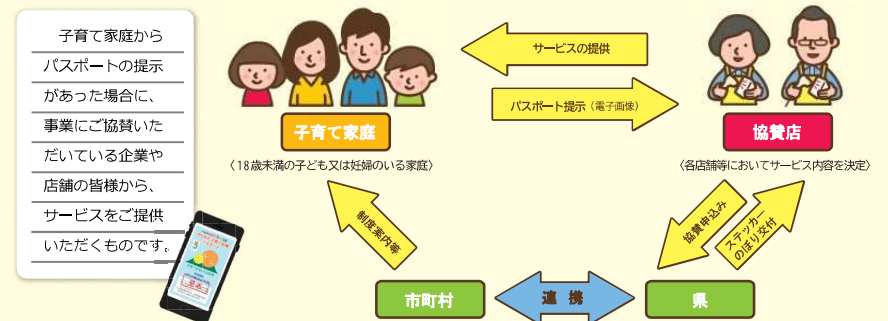 子育て家庭から
パスポートの提示
があった場合に、
事業にご協賛いた
だいている企業や
店舗の皆様から、
サービスをご提供
いただくものです。
サービスの提供
パスポート提示（電子画像）
子育て家庭
〈18歳未満の子ども又は妊婦のいる家庭〉
協賛店
〈各店舗等においてサービス内容を決定〉
制度案内等
協賛申込み
ステッカー
のぼり交付
市町村
連 携
県